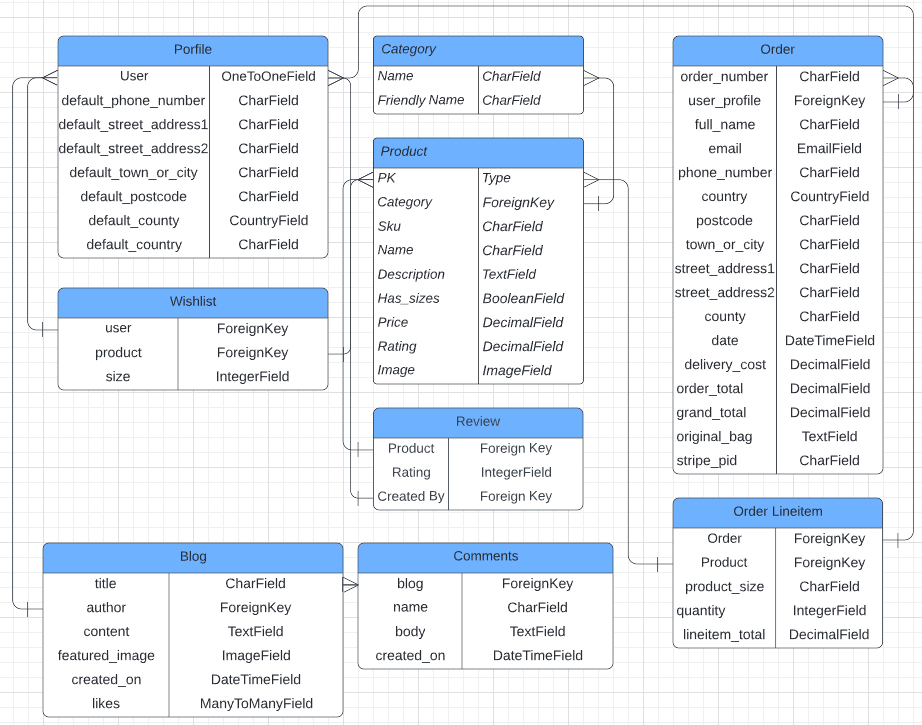 Porfile
User OneToOneField
default_phone_number CharField
default_street_address1 CharField
default_street_address2 CharField
default_town_or_city CharField
default_postcode CharField
default_county CountryField
default_country CharField
Wishlist
user ForeignKey
product ForeignKey
size IntegerField
Category
Name CharField
Friendly Name CharField
Product
PK Type
Category ForeignKey
Sku CharField
Name CharField
Description TextField
Has_sizes BooleanField
Price DecimalField
Rating DecimalField
Image ImageField
Review
Product Foreign Key
Rating IntegerField
Created By Foreign Key
Order
order_number CharField
user_profile ForeignKey
full_name CharField
email EmailField
phone_number CharField
country CountryField
postcode CharField
town_or_city CharField
street_address1 CharField
street_address2 CharField
county CharField
date DateTimeField
delivery_cost DecimalField
order_total DecimalField
grand_total DecimalField
original_bag TextField
stripe_pid CharField
Order Lineitem
Order ForeignKey
Product ForeignKey
product_size CharField
quantity IntegerField
lineitem_total DecimalField
Blog
title CharField
author ForeignKey
content TextField
featured_image ImageField
created_on DateTimeField
likes ManyToManyField
Comments
blog ForeignKey
name CharField
body TextField
created_on DateTimeField